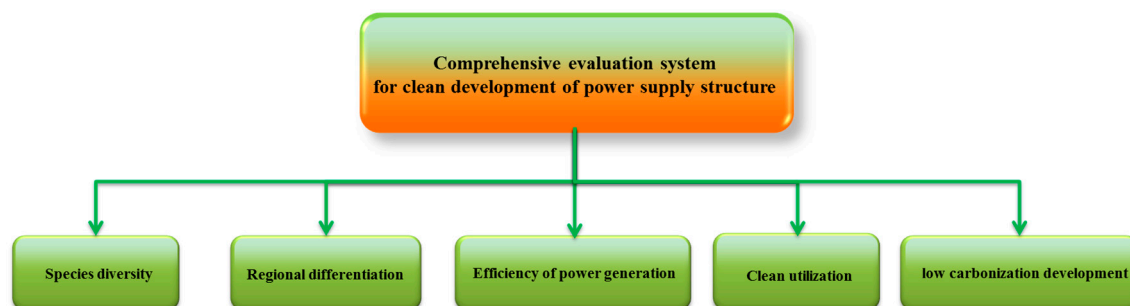 Comprehensive evaluation system
for clean development of power supply structure
Species diversity
Regional differentiation
Efficiency of power generation
Clean utilization
low carbonization development